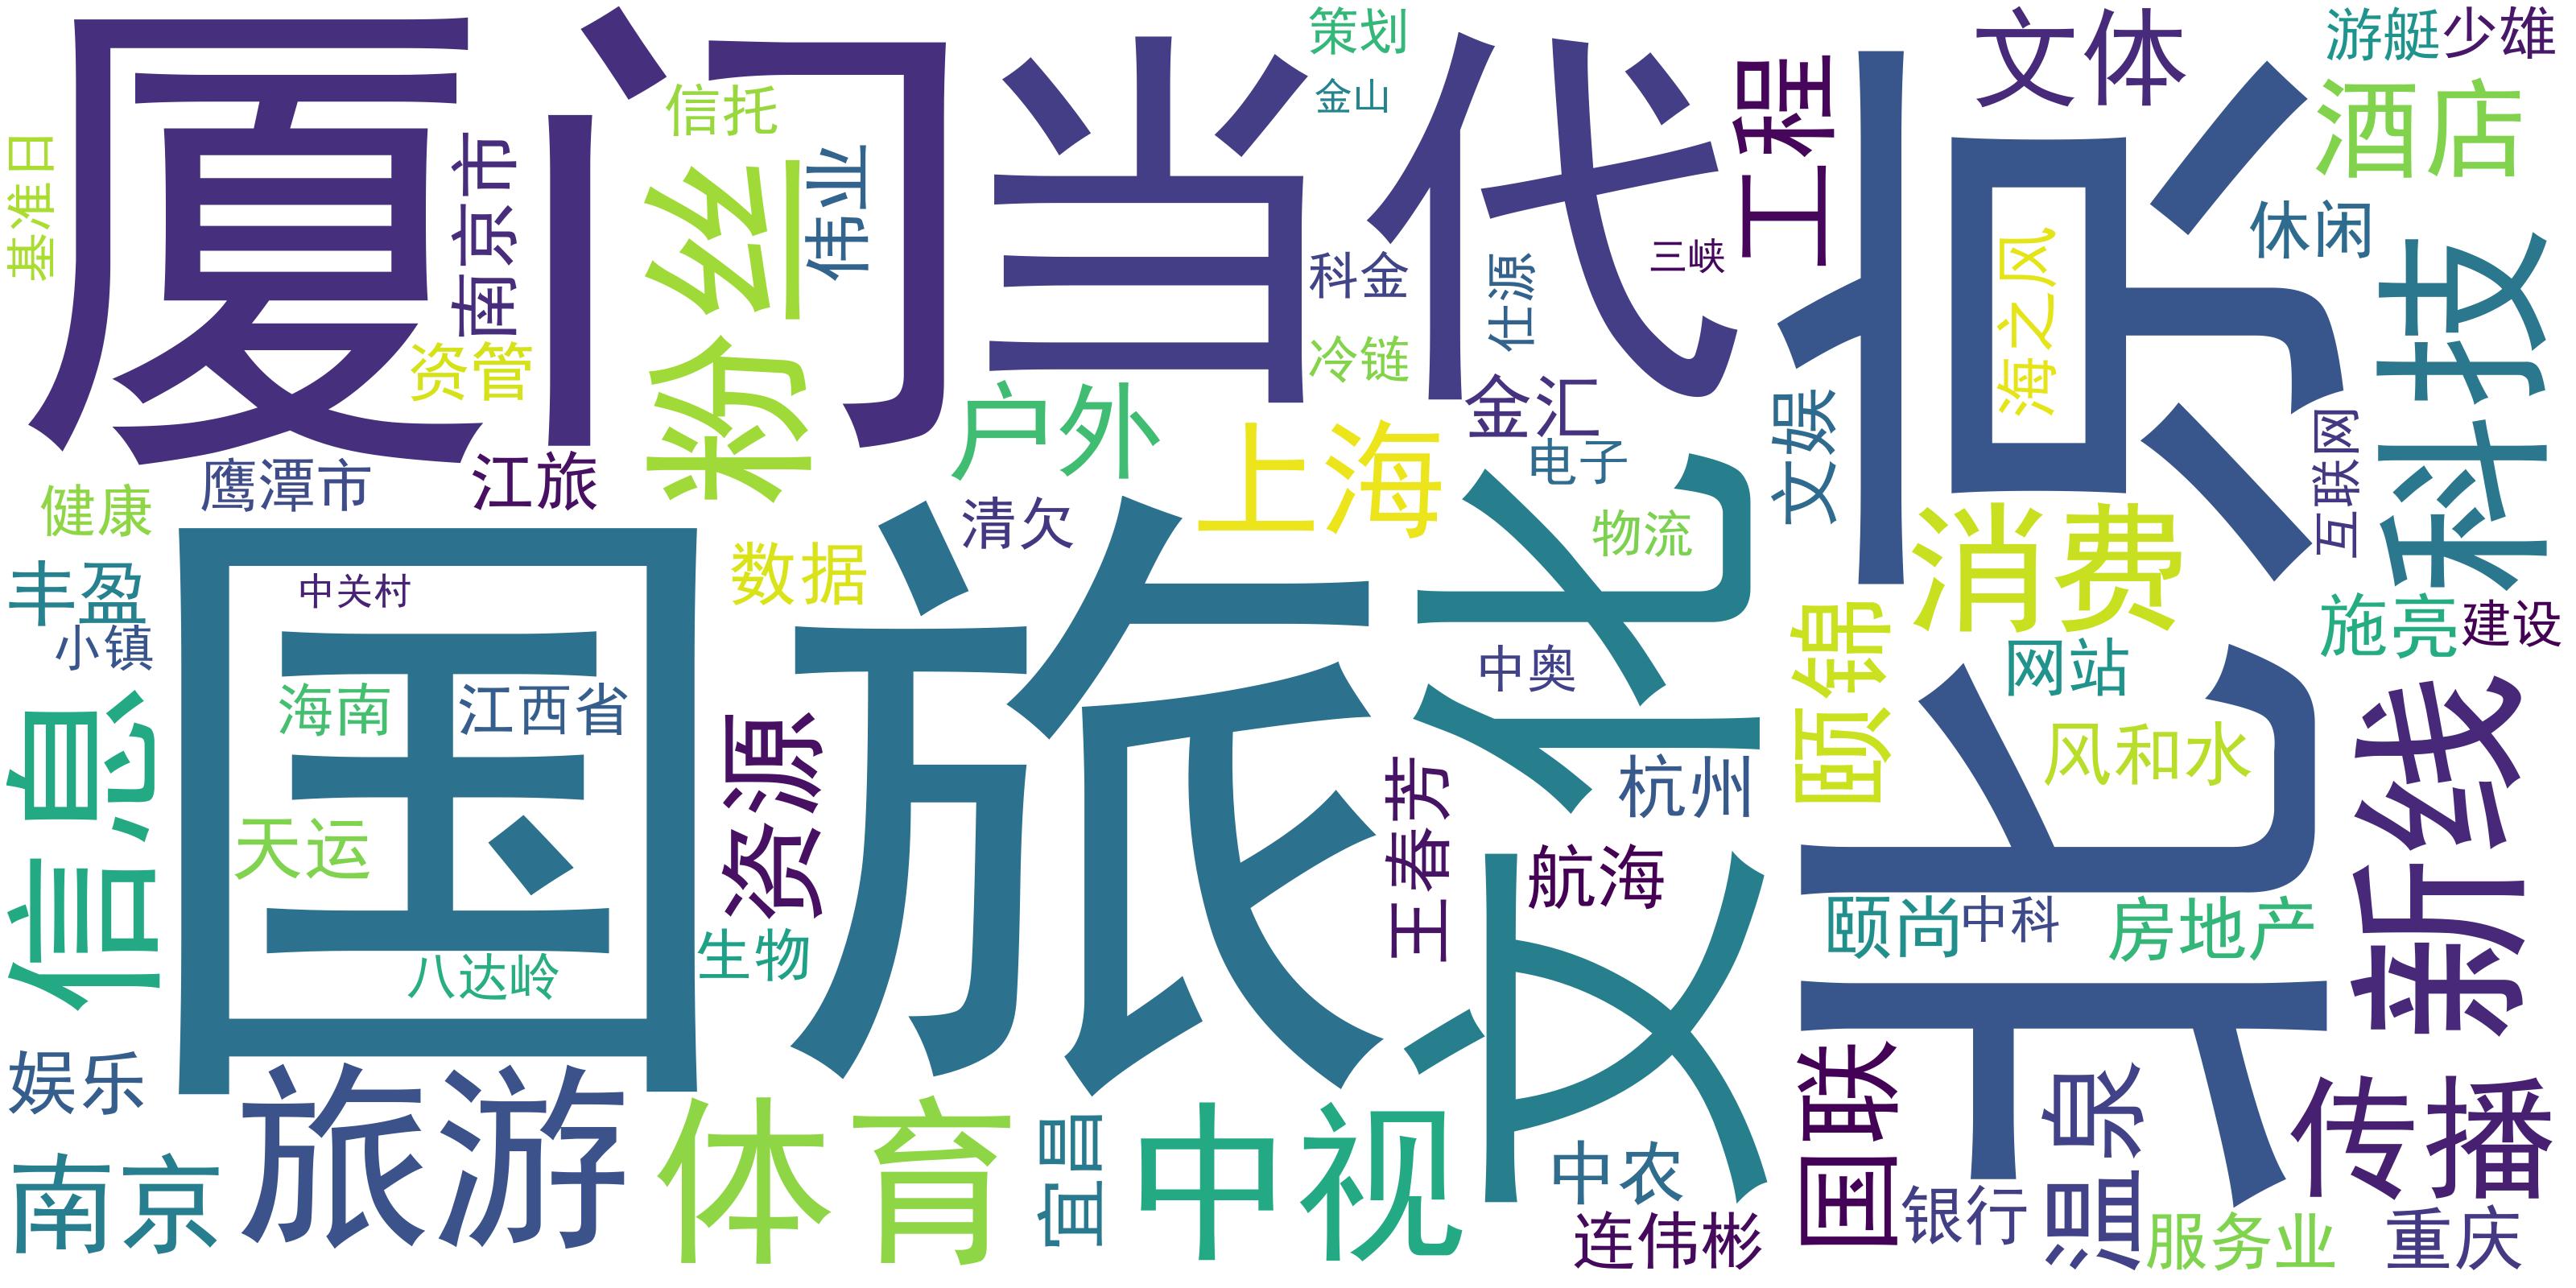 厦门
当代
北京
国旅
文化
策划
金山
文体
游艇
少雄
信托
工程
酒店
基准日
南京市
粉丝
伟业
科金
仕源
三峡
休闲
海之风
科技
资管
冷链
户外
金汇
文娱
互联网
鹰潭市
江旅
上海
电子
健康
清欠
物流
消费
数据
丰盈
中关村
小镇
颐锦
施亮
建设
中奥
网站
海南
江西省
信息
资源
风和水
新线
杭州
王春芳
天运
航海
八达岭
生物
颐尚
中科
房地产
娱乐
旅游
体育
中视
宜昌
国联
温泉
传播
南京
中农
银行
连伟彬
服务业
重庆